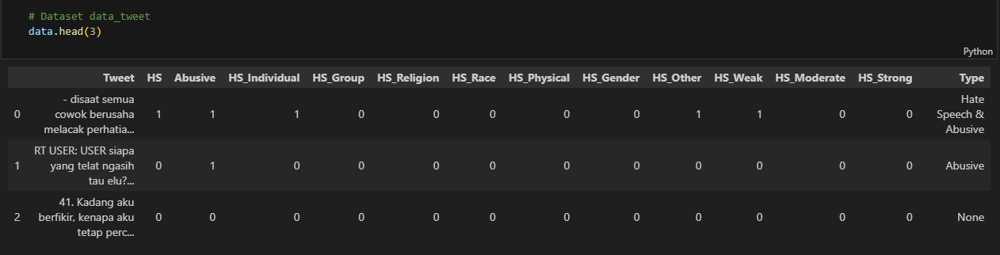 # Dataset data_tweet
data.head(3)
Python
Tweet HS Abusive HS_Individual HS_Group HS_Religion HS_Race HS_Physical HS_Gender HS_Other HS_Weak HS_Moderate HS_Strong Type
- disaat semua Hate
0 cowok berusaha 1 1 1 0 0 0 0 0 1 1 0 0 Speech &
melacak perhatia... Abusive
RT USER: USER siapa
1 yang telat ngasih 0 1 0 0 0 0 0 0 0 0 0 0 Abusive
tau elu?...
41. Kadang aku
2 berfikir, kenapa aku 0 0 0 0 0 0 0 0 0 0 0 0 None
tetap perc...